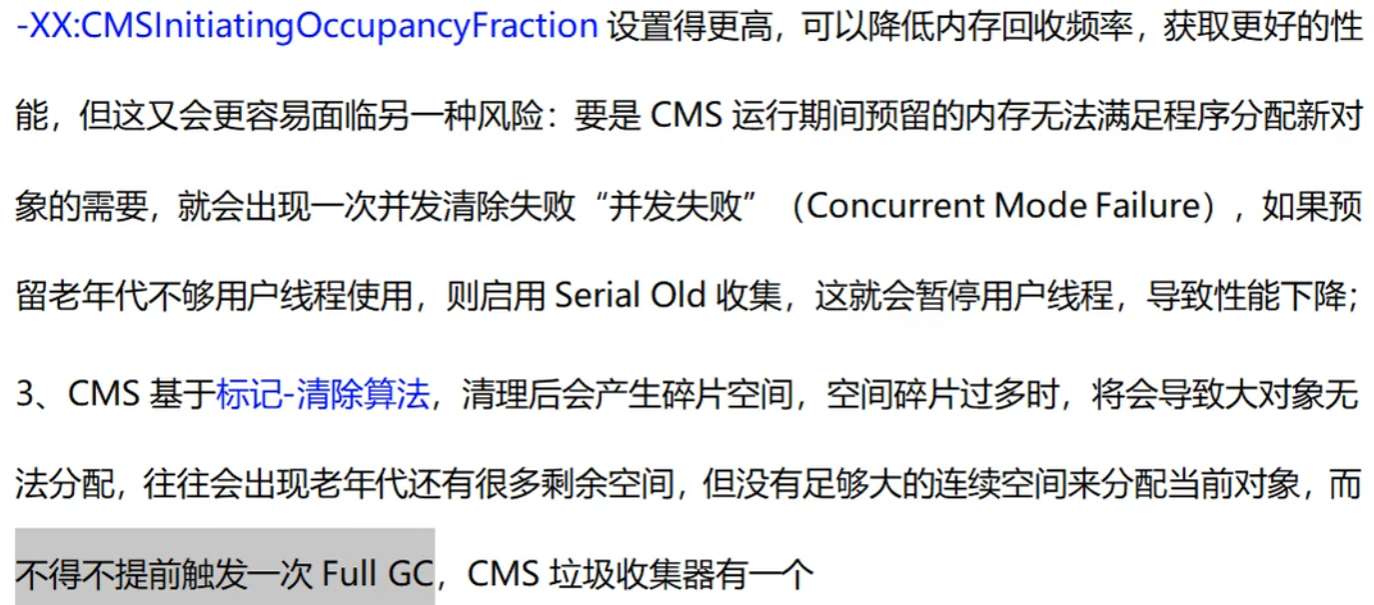 -XX:CMSInitiatingOccupancyFraction 设置得更高，可以降低内存回收频率，获取更好的性
能，但这又会更容易面临另一种风险：要是 CMS 运行期间预留的内存无法满足程序分配新对
象的需要，就会出现一次并发清除失败“并发失败”（Concurrent Mode Failure），如果预
留老年代不够用户线程使用，则启用 Serial Old 收集，这就会暂停用户线程，导致性能下降；
3、CMS 基于标记-清除算法，清理后会产生碎片空间，空间碎片过多时，将会导致大对象无
法分配，往往会出现老年代还有很多剩余空间，但没有足够大的连续空间来分配当前对象，而
不得不提前触发一次 Full GC，CMS 垃圾收集器有一个